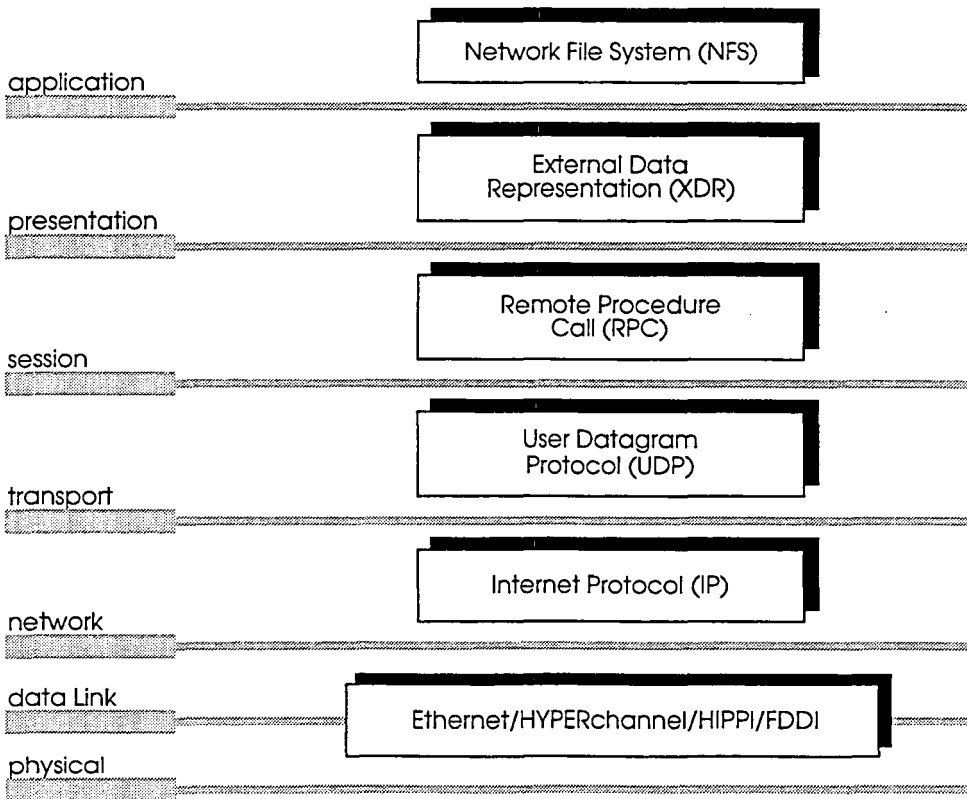 Network File System (NFS)
application
External Data
Representation (XDR)
presentation
Remote Procedure
Call (RPC)
session
User Datagram
Protocol (UDP)
transport
Internet Protocol (IP)
network
data Link
Ethernet/HYPERchannel/HIPPI/FDDI
physical